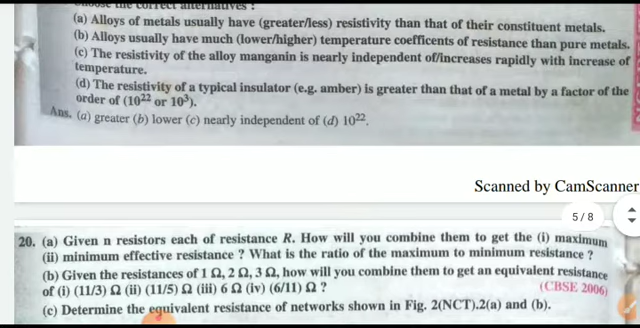 Choose the correct alternatives :
(a) Alloys of metals usually have (greater/less) resistivity than that of their constituent metals.
(b) Alloys usually have much (lower/higher) temperature coefficents of resistance than pure metals.
(c) The resistivity of the alloy manganin is nearly independent of/increases rapidly with increase of
temperature.
(d) The resistivity of a typical insulator (e.g. amber) is greater than that of a metal by a factor of the
order of (10²² or 10³).
Ans. (a) greater (b) lower (c) nearly independent of (d) 10²².
Scanned by CamScanner
5 / 8
20. (a) Given n resistors each of resistance R. How will you combine them to get the (i) maximum
(ii) minimum effective resistance ? What is the ratio of the maximum to minimum resistance ?
(b) Given the resistances of 1 Ω, 2 Ω, 3 Ω, how will you combine them to get an equivalent resistance
of (i) (11/3) Ω (ii) (11/5) Ω (iii) 6 Ω (iv) (6/11) Ω ? (CBSE 2006)
(c) Determine the equivalent resistance of networks shown in Fig. 2(NCT).2(a) and (b).